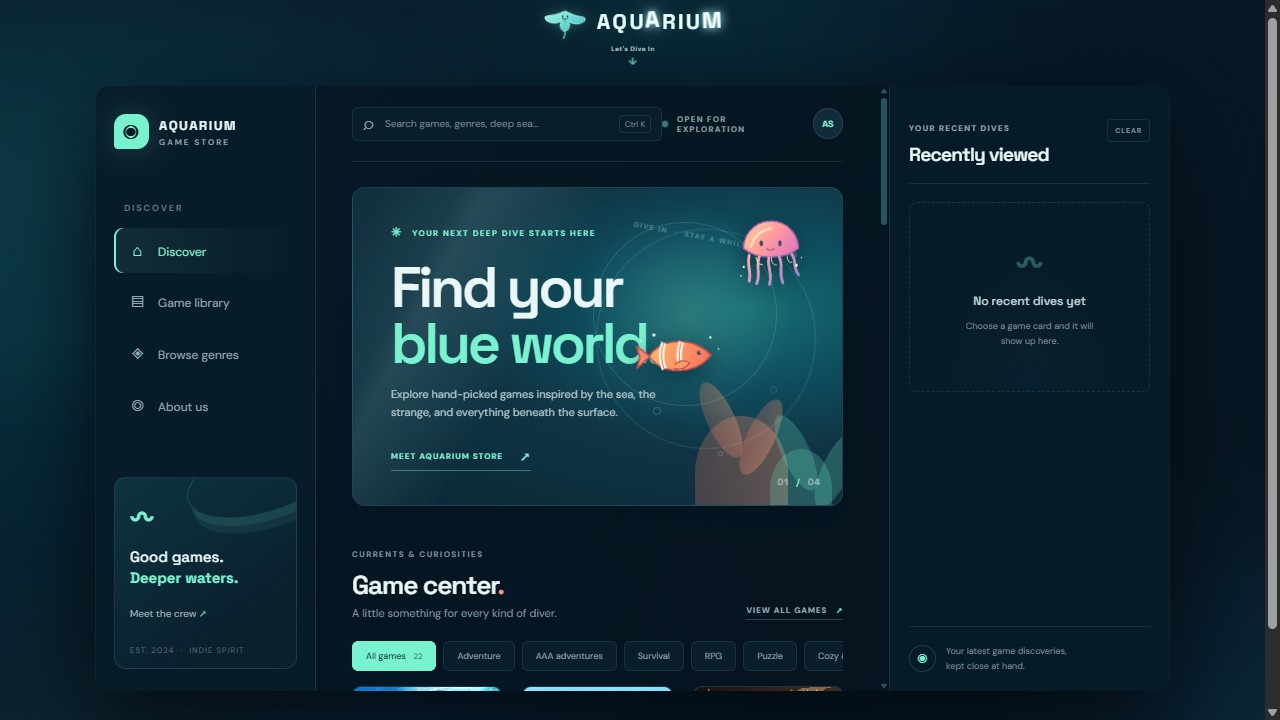 AQUARIUM
Let's Dive In
AQUARIUM
GAME STORE
DISCOVER
Discover
Game library
Browse genres
About us
Good games.
Deeper waters.
Meet the crew ↗
EST. 2024 · INDIE SPIRIT
Search games, genres, deep sea...
Ctrl K
OPEN FOR
EXPLORATION
AS
YOUR NEXT DEEP DIVE STARTS HERE
DIVE IN · STAY A WHIL
Find your
blue world.
Explore hand-picked games inspired by the sea, the
strange, and everything beneath the surface.
MEET AQUARIUM STORE ↗
01 / 04
CURRENTS & CURIOSITIES
Game center.
A little something for every kind of diver.
VIEW ALL GAMES ↗
All games 22
Adventure
AAA adventures
Survival
RPG
Puzzle
Cozy
YOUR RECENT DIVES
CLEAR
Recently viewed
No recent dives yet
Choose a game card and it will
show up here.
Your latest game discoveries,
kept close at hand.